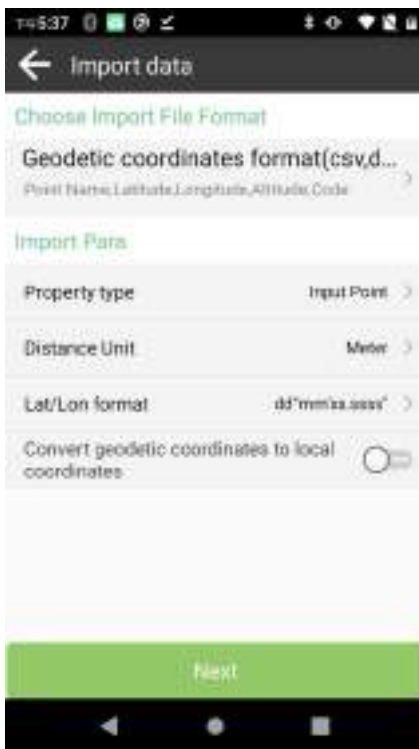 5:37
Import data
Choose Import File Format
Geodetic coordinates format(csv,d...
Point Name,Latitude,Longitude,Altitude,Code
Import Para
Property type Input Point
Distance Unit Meter
Lat/Lon format dd°mm'ss.ssss"
Convert geodetic coordinates to local
coordinates
Next